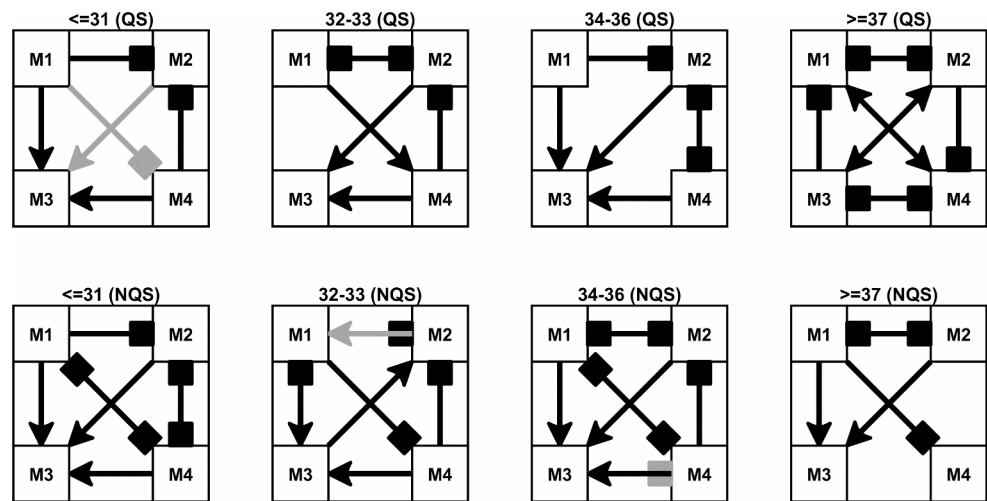 <=31 (QS) 32-33 (QS) 34-36 (QS) >=37 (QS)
M1 M2 M1 M2 M1 M2 M1 M2
M3 M4 M3 M4 M3 M4 M3 M4
<=31 (NQS) 32-33 (NQS) 34-36 (NQS) >=37 (NQS)
M1 M2 M1 M2 M1 M2 M1 M2
M3 M4 M3 M4 M3 M4 M3 M4